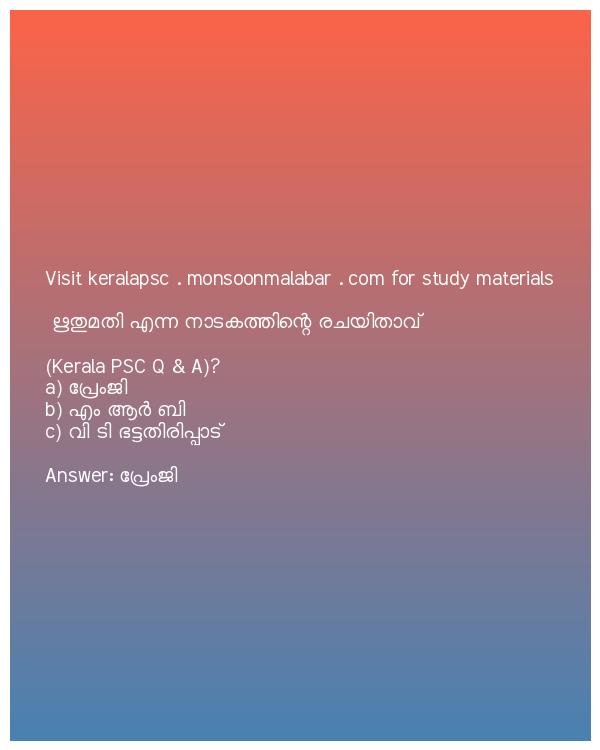 Visit keralapsc . monsoonmalabar . com for study materials
ഋതുമതി എന്ന നാടകത്തിന്റെ രചയിതാവ്
(Kerala PSC Q & A)?
a) പ്രേംജി
b) എം ആർ ബി
c) വി ടി ഭട്ടതിരിപ്പാട്
Answer: പ്രേംജി